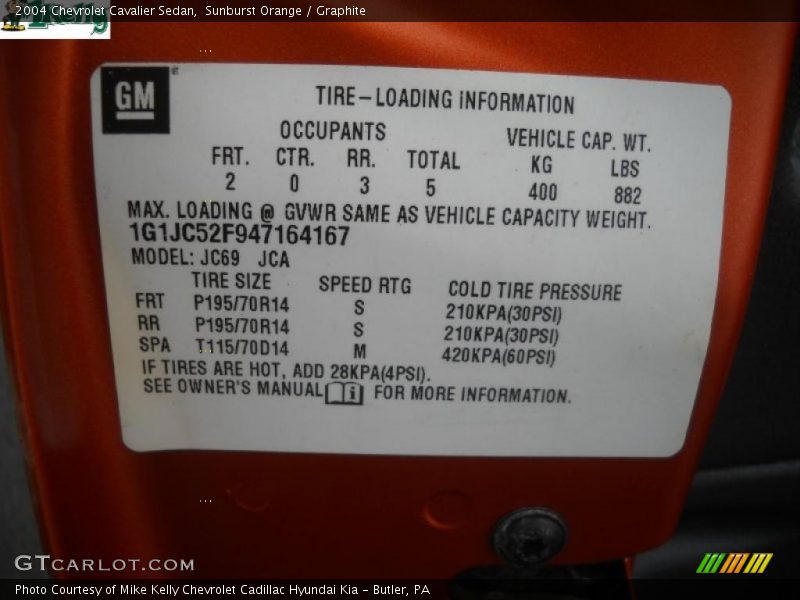 2004 Chevrolet Cavalier Sedan,  Sunburst Orange / Graphite
GM
TIRE-LOADING INFORMATION
OCCUPANTS
VEHICLE CAP. WT.
FRT. CTR. RR. TOTAL KG LBS
2 0 3 5 400 882
MAX. LOADING @ GVWR SAME AS VEHICLE CAPACITY WEIGHT.
1G1JC52F947164167
MODEL: JC69 JCA
TIRE SIZE SPEED RTG COLD TIRE PRESSURE
FRT P195/70R14 S 210KPA(30PSI)
RR P195/70R14 S 210KPA(30PSI)
SPA T115/70D14 M 420KPA(60PSI)
IF TIRES ARE HOT, ADD 28KPA(4PSI).
SEE OWNER'S MANUAL FOR MORE INFORMATION.
GTCARLOT.COM
Photo Courtesy of Mike Kelly Chevrolet Cadillac Hyundai Kia - Butler, PA